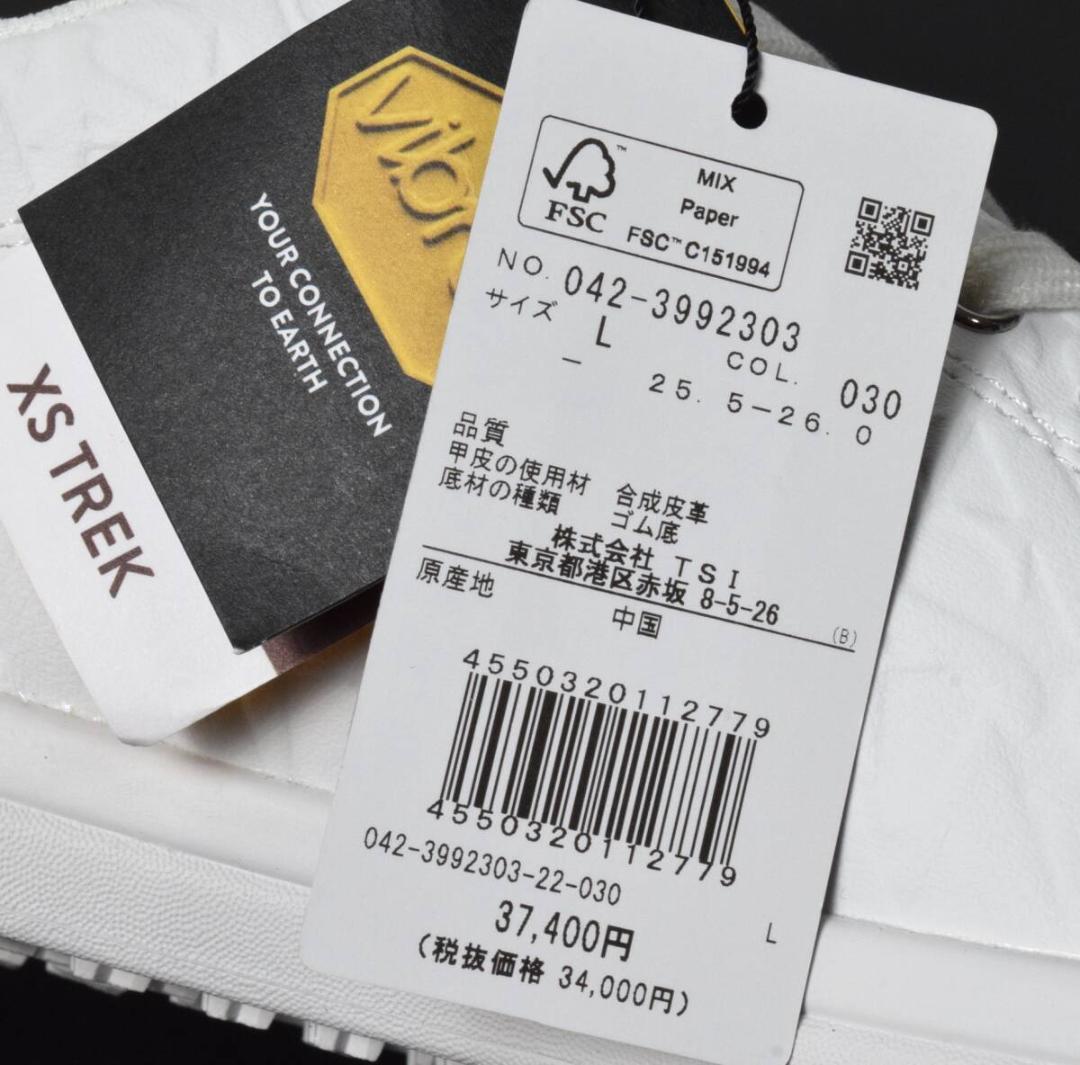 vibr
YOUR CONNECTION
TO EARTH
XS TREK
FSC™
MIX
Paper
FSC™ C151994
NO. 042-3992303
サイズ L COL. 030
— 25. 5−26. 0
品質
甲皮の使用材 合成皮革
底材の種類 ゴム底
株式会社 TSI
東京都港区赤坂 8-5-26
原産地 中国 (B)
4550320112779
4550320112779
042-3992303-22-030
37,400円 L
(税抜価格 34,000円)